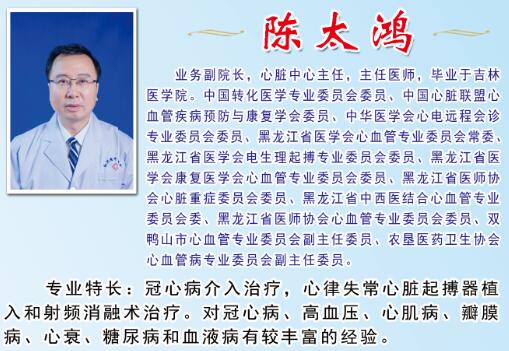 陈太鸿
业务副院长，心脏中心主任，主任医师，毕业于吉林
医学院。中国转化医学专业委员会委员、中国心脏联盟心
血管疾病预防与康复学会委员、中华医学会心电远程会诊
专业委员会委员、黑龙江省医学会心血管专业委员会常委、
黑龙江省医学会电生理起搏专业委员会委员、黑龙江省医
学会康复医学会心血管专业委员会委员、黑龙江省医师协
会心脏重症委员会委员、黑龙江省中西医结合心血管专业
委员会委、黑龙江省医师协会心血管专业委员会委员、双
鸭山市心血管专业委员会副主任委员、农垦医药卫生协会
心血管病专业委员会副主任委员。
专业特长：冠心病介入治疗，心律失常心脏起搏器植
入和射频消融术治疗。对冠心病、高血压、心肌病、瓣膜
病、心衰、糖尿病和血液病有较丰富的经验。